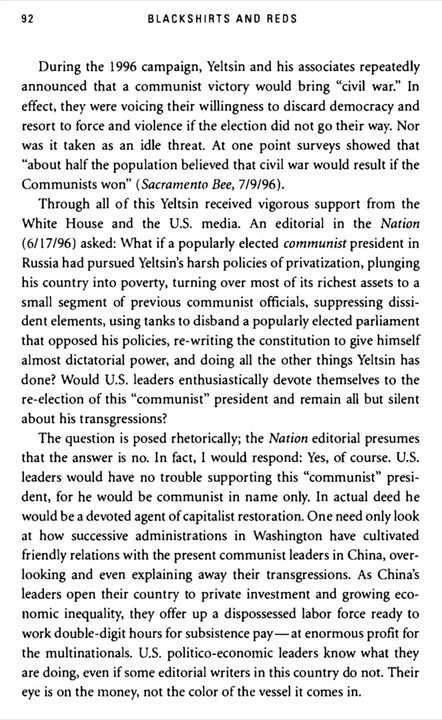 92 BLACKSHIRTS AND REDS
During the 1996 campaign, Yeltsin and his associates repeatedly
announced that a communist victory would bring “civil war.” In
effect, they were voicing their willingness to discard democracy and
resort to force and violence if the election did not go their way. Nor
was it taken as an idle threat. At one point surveys showed that
“about half the population believed that civil war would result if the
Communists won” (Sacramento Bee, 7/9/96).
Through all of this Yeltsin received vigorous support from the
White House and the U.S. media. An editorial in the Nation
(6/17/96) asked: What if a popularly elected communist president in
Russia had pursued Yeltsin’s harsh policies of privatization, plunging
his country into poverty, turning over most of its richest assets to a
small segment of previous communist officials, suppressing dissi-
dent elements, using tanks to disband a popularly elected parliament
that opposed his policies, re-writing the constitution to give himself
almost dictatorial power, and doing all the other things Yeltsin has
done? Would U.S. leaders enthusiastically devote themselves to the
re-election of this “communist” president and remain all but silent
about his transgressions?
The question is posed rhetorically; the Nation editorial presumes
that the answer is no. In fact, I would respond: Yes, of course. U.S.
leaders would have no trouble supporting this “communist” presi-
dent, for he would be communist in name only. In actual deed he
would be a devoted agent of capitalist restoration. One need only look
at how successive administrations in Washington have cultivated
friendly relations with the present communist leaders in China, over-
looking and even explaining away their transgressions. As China’s
leaders open their country to private investment and growing eco-
nomic inequality, they offer up a dispossessed labor force ready to
work double-digit hours for subsistence pay—at enormous profit for
the multinationals. U.S. politico-economic leaders know what they
are doing, even if some editorial writers in this country do not. Their
eye is on the money, not the color of the vessel it comes in.